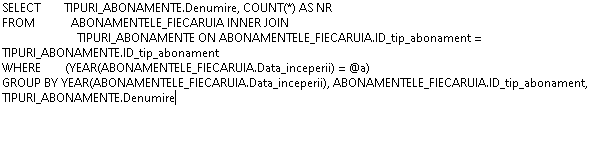 SELECT TIPURI_ABONAMENTE.Denumire, COUNT(*) AS NR
FROM ABONAMENTELE_FIECARUIA INNER JOIN
TIPURI_ABONAMENTE ON ABONAMENTELE_FIECARUIA.ID_tip_abonament =
TIPURI_ABONAMENTE.ID_tip_abonament
WHERE (YEAR(ABONAMENTELE_FIECARUIA.Data_inceperii) = @a)
GROUP BY YEAR(ABONAMENTELE_FIECARUIA.Data_inceperii), ABONAMENTELE_FIECARUIA.ID_tip_abonament,
TIPURI_ABONAMENTE.Denumire